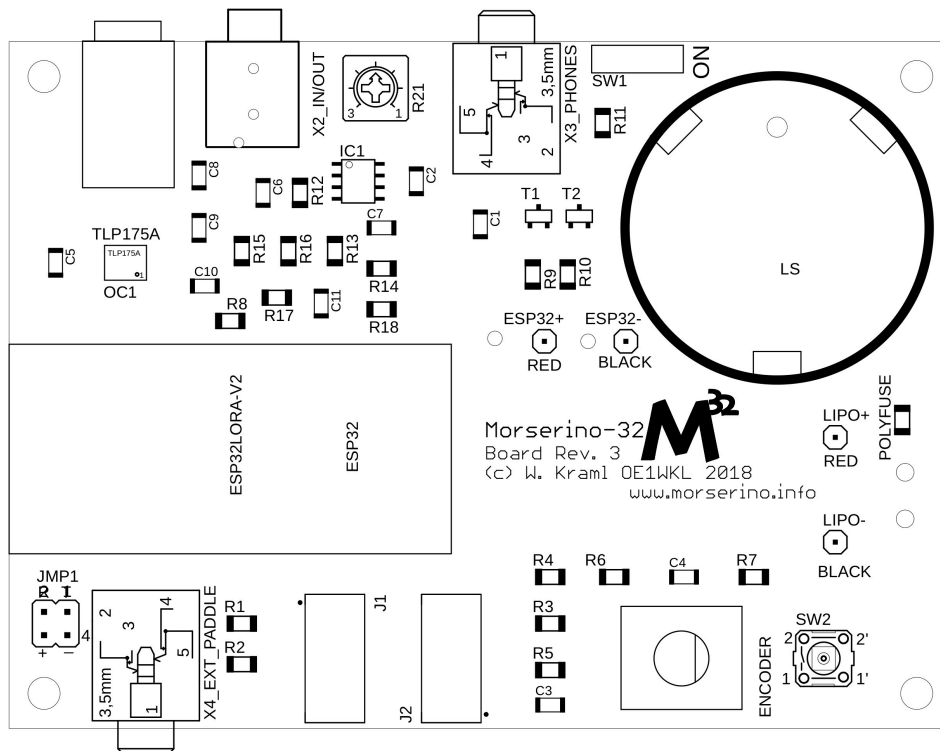 X2_IN/OUT
3
1
R21
1
3,5mm
5
3
4
2
X3_PHONES
SW1
ON
R11
C8
C6
R12
IC1
C2
T1
T2
C9
C7
C1
TLP175A
TLP175A
1
OC1
C5
R15
R16
R13
R14
R9
R10
LS
C10
R17
C11
R8
R18
ESP32+
RED
ESP32-
BLACK
ESP32LORA-V2
ESP32
M32
Morserino-32
Board Rev. 3
(c) W. Kraml OE1WKL 2018
www.morserino.info
LIPO+
RED
POLYFUSE
LIPO-
BLACK
JMP1
4
+
–
2
3
4
5
3,5mm
1
X4_EXT_PADDLE
R1
R2
J1
J2
R4
R6
C4
R7
R3
R5
C3
ENCODER
SW2
2
2'
1
1'